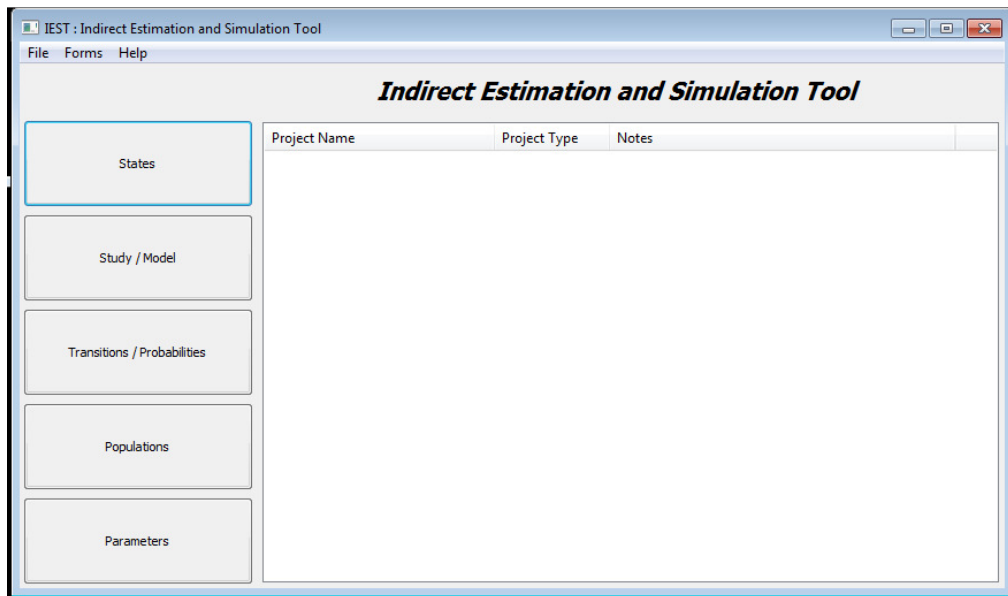 IEST : Indirect Estimation and Simulation Tool
File Forms Help
Indirect Estimation and Simulation Tool
Project Name Project Type Notes
States
Study / Model
Transitions / Probabilities
Populations
Parameters